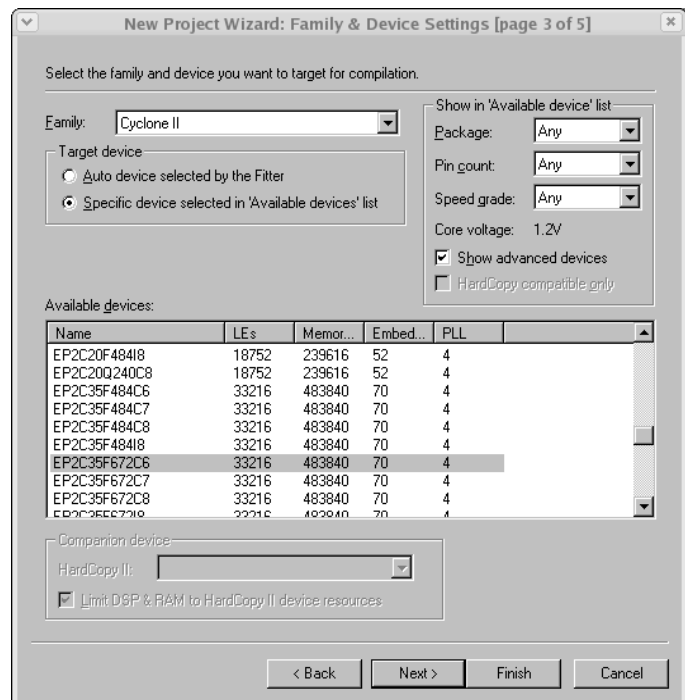 New Project Wizard: Family & Device Settings [page 3 of 5]
Select the family and device you want to target for compilation.
Family: Cyclone II
Target device
Auto device selected by the Fitter
Specific device selected in 'Available devices' list
Show in 'Available device' list
Package: Any
Pin count: Any
Speed grade: Any
Core voltage: 1.2V
Show advanced devices
HardCopy compatible only
Available devices:
Name LEs Memor... Embed... PLL
EP2C20F484I8 18752 239616 52 4
EP2C20Q240C8 18752 239616 52 4
EP2C35F484C6 33216 483840 70 4
EP2C35F484C7 33216 483840 70 4
EP2C35F484C8 33216 483840 70 4
EP2C35F484I8 33216 483840 70 4
EP2C35F672C6 33216 483840 70 4
EP2C35F672C7 33216 483840 70 4
EP2C35F672C8 33216 483840 70 4
EP2C35F672I8 33216 483840 70 4
Companion device
HardCopy II:
Limit DSP & RAM to HardCopy II device resources
< Back Next > Finish Cancel